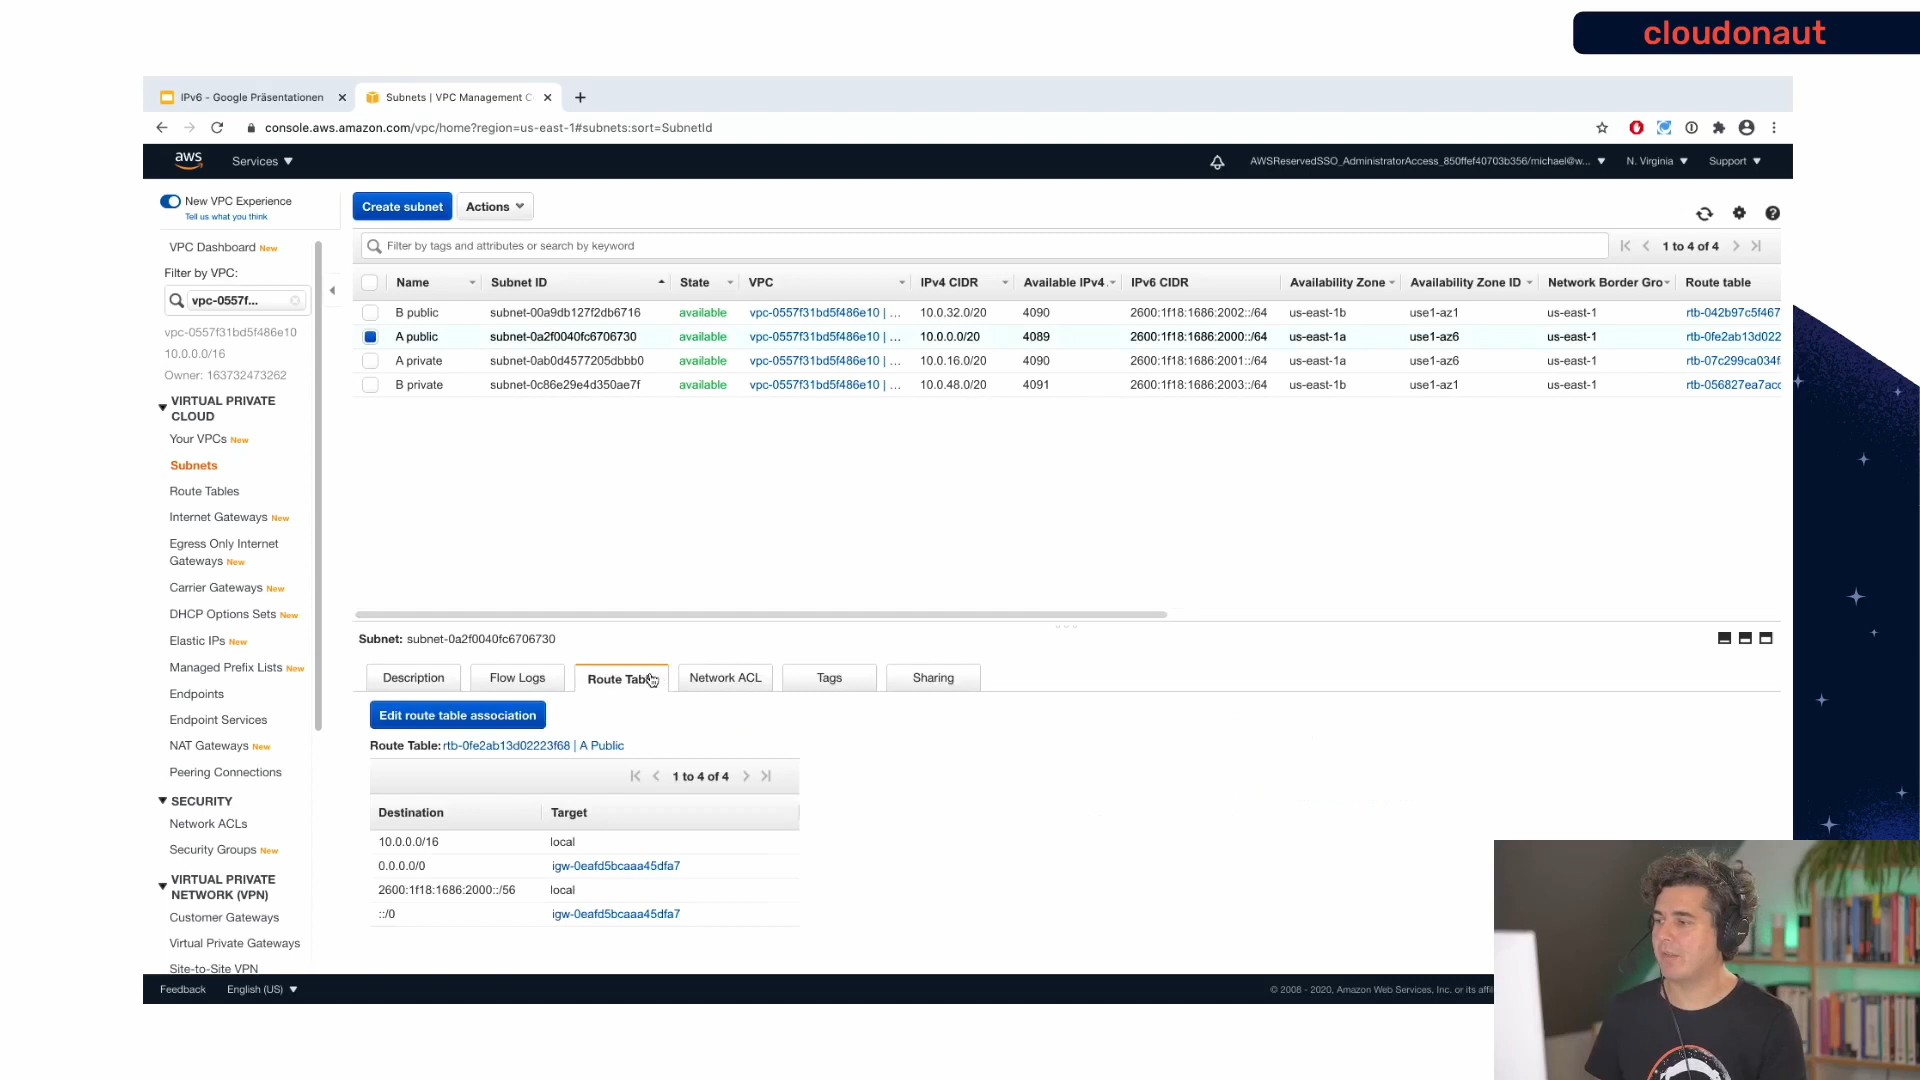 cloudonaut
IPv6 - Google Präsentationen
Subnets | VPC Management C
console.aws.amazon.com/vpc/home?region=us-east-1#subnets:sort=SubnetId
aws
Services
AWSReservedSSO_AdministratorAccess_850ffef40703b356/michael@w...
N. Virginia
Support
New VPC Experience
Tell us what you think
Create subnet
Actions
VPC Dashboard New
Filter by VPC:
vpc-0557f...
vpc-0557f31bd5f486e10
10.0.0.0/16
Owner: 163732473262
VIRTUAL PRIVATE
CLOUD
Your VPCs New
Subnets
Route Tables
Internet Gateways New
Egress Only Internet
Gateways New
Carrier Gateways New
DHCP Options Sets New
Elastic IPs New
Managed Prefix Lists New
Endpoints
Endpoint Services
NAT Gateways New
Peering Connections
SECURITY
Network ACLs
Security Groups New
VIRTUAL PRIVATE
NETWORK (VPN)
Customer Gateways
Virtual Private Gateways
Site-to-Site VPN
Filter by tags and attributes or search by keyword
1 to 4 of 4
Name Subnet ID State VPC IPv4 CIDR Available IPv4 IPv6 CIDR Availability Zone Availability Zone ID Network Border Gro Route table
B public subnet-00a9db127f2db6716 available vpc-0557f31bd5f486e10 | ... 10.0.32.0/20 4090 2600:1f18:1686:2002::/64 us-east-1b use1-az1 us-east-1 rtb-042b97c5f467
A public subnet-0a2f0040fc6706730 available vpc-0557f31bd5f486e10 | ... 10.0.0.0/20 4089 2600:1f18:1686:2000::/64 us-east-1a use1-az6 us-east-1 rtb-0fe2ab13d022
A private subnet-0ab0d4577205dbbb0 available vpc-0557f31bd5f486e10 | ... 10.0.16.0/20 4090 2600:1f18:1686:2001::/64 us-east-1a use1-az6 us-east-1 rtb-07c299ca034f
B private subnet-0c86e29e4d350ae7f available vpc-0557f31bd5f486e10 | ... 10.0.48.0/20 4091 2600:1f18:1686:2003::/64 us-east-1b use1-az1 us-east-1 rtb-056827ea7acc
Subnet: subnet-0a2f0040fc6706730
Description Flow Logs Route Table Network ACL Tags Sharing
Edit route table association
Route Table: rtb-0fe2ab13d02223f68 | A Public
1 to 4 of 4
Destination Target
10.0.0.0/16 local
0.0.0.0/0 igw-0eafd5bcaaa45dfa7
2600:1f18:1686:2000::/56 local
::/0 igw-0eafd5bcaaa45dfa7
Feedback
English (US)
© 2008 - 2020, Amazon Web Services, Inc. or its affil